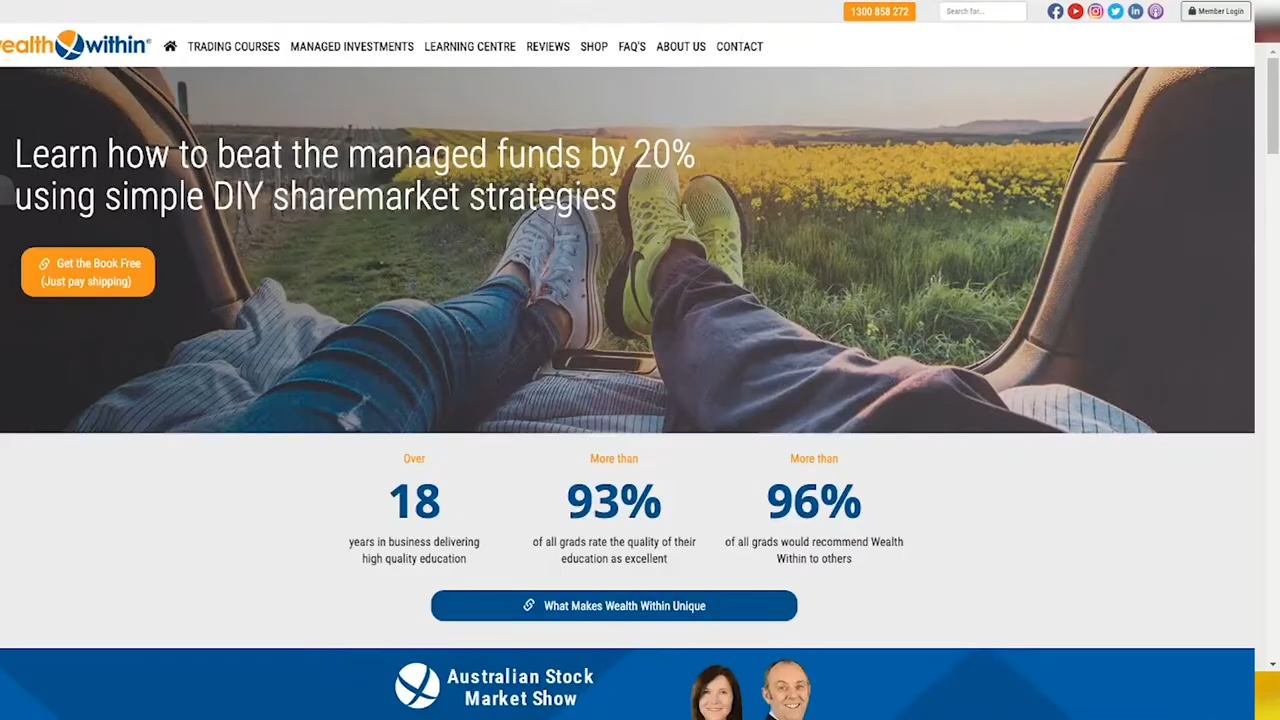 1300 858 272
Search for...
Member Login
ealth within
TRADING COURSES MANAGED INVESTMENTS LEARNING CENTRE REVIEWS SHOP FAQ'S ABOUT US CONTACT
Learn how to beat the managed funds by 20%
using simple DIY sharemarket strategies
Get the Book Free
(Just pay shipping)
Over
18
years in business delivering
high quality education
More than
93%
of all grads rate the quality of their
education as excellent
More than
96%
of all grads would recommend Wealth
Within to others
What Makes Wealth Within Unique
Australian Stock
Market Show